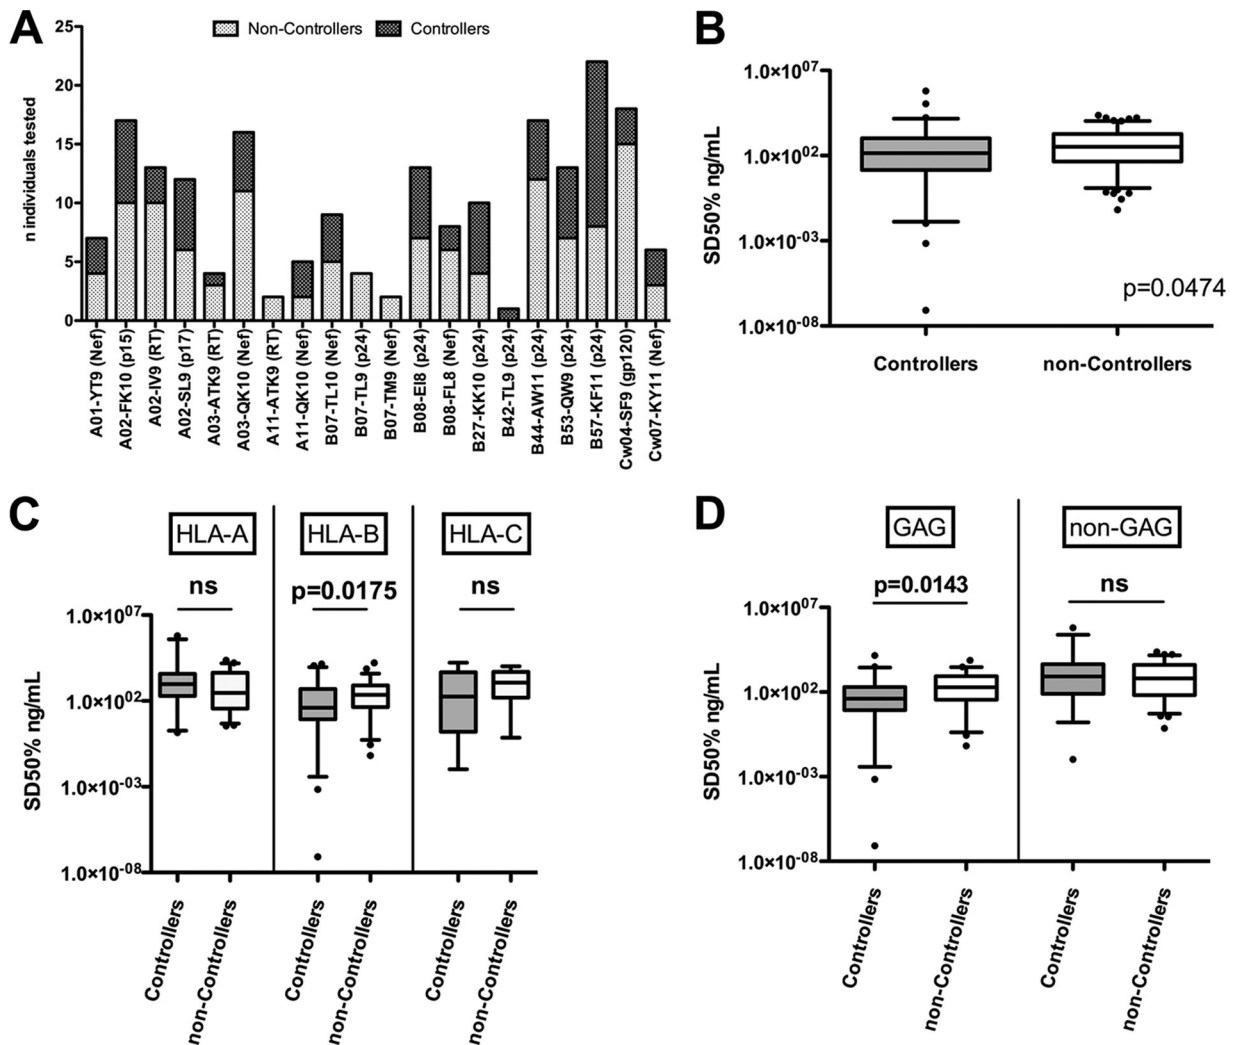 A
n individuals tested
25
20
15
10
5
0
Non-Controllers
Controllers
A01-YT9 (Nef)
A02-FK10 (p15)
A02-IV9 (RT)
A02-SL9 (p17)
A03-ATK9 (RT)
A03-QK10 (Nef)
A11-ATK9 (RT)
A11-QK10 (Nef)
B07-TL10 (Nef)
B07-TL9 (p24)
B07-TM9 (Nef)
B08-EI8 (p24)
B08-FL8 (Nef)
B27-KK10 (p24)
B42-TL9 (p24)
B44-AW11 (p24)
B53-QW9 (p24)
B57-KF11 (p24)
Cw04-SF9 (gp120)
Cw07-KY11 (Nef)
B
SD50% ng/mL
1.0×10^07
1.0×10^02
1.0×10^-03
1.0×10^-08
p=0.0474
Controllers
non-Controllers
C
HLA-A
HLA-B
HLA-C
ns
p=0.0175
ns
SD50% ng/mL
1.0×10^07
1.0×10^02
1.0×10^-03
1.0×10^-08
Controllers
non-Controllers
Controllers
non-Controllers
Controllers
non-Controllers
D
GAG
non-GAG
p=0.0143
ns
SD50% ng/mL
1.0×10^07
1.0×10^02
1.0×10^-03
1.0×10^-08
Controllers
non-Controllers
Controllers
non-Controllers